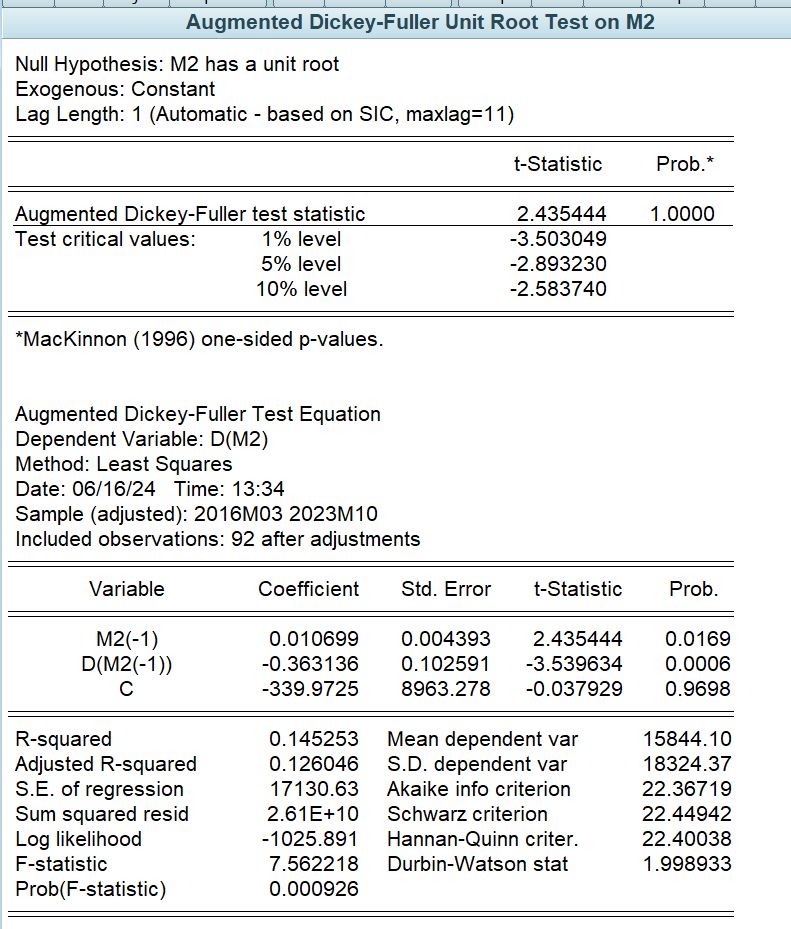 Augmented Dickey-Fuller Unit Root Test on M2
Null Hypothesis: M2 has a unit root
Exogenous: Constant
Lag Length: 1 (Automatic - based on SIC, maxlag=11)
t-Statistic Prob.*
Augmented Dickey-Fuller test statistic 2.435444 1.0000
Test critical values: 1% level -3.503049
5% level -2.893230
10% level -2.583740
*MacKinnon (1996) one-sided p-values.
Augmented Dickey-Fuller Test Equation
Dependent Variable: D(M2)
Method: Least Squares
Date: 06/16/24 Time: 13:34
Sample (adjusted): 2016M03 2023M10
Included observations: 92 after adjustments
Variable Coefficient Std. Error t-Statistic Prob.
M2(-1) 0.010699 0.004393 2.435444 0.0169
D(M2(-1)) -0.363136 0.102591 -3.539634 0.0006
C -339.9725 8963.278 -0.037929 0.9698
R-squared 0.145253 Mean dependent var 15844.10
Adjusted R-squared 0.126046 S.D. dependent var 18324.37
S.E. of regression 17130.63 Akaike info criterion 22.36719
Sum squared resid 2.61E+10 Schwarz criterion 22.44942
Log likelihood -1025.891 Hannan-Quinn criter. 22.40038
F-statistic 7.562218 Durbin-Watson stat 1.998933
Prob(F-statistic) 0.000926